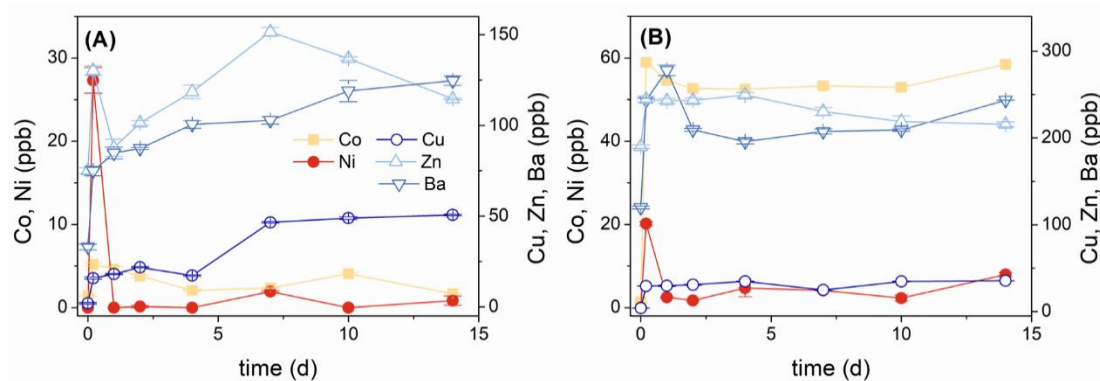 (A)
Co, Ni (ppb)
30
20
10
0
150
100
50
0
Cu, Zn, Ba (ppb)
Co
Ni
Cu
Zn
Ba
0
5
10
15
time (d)
(B)
Co, Ni (ppb)
60
40
20
0
300
200
100
0
Cu, Zn, Ba (ppb)
0
5
10
15
time (d)